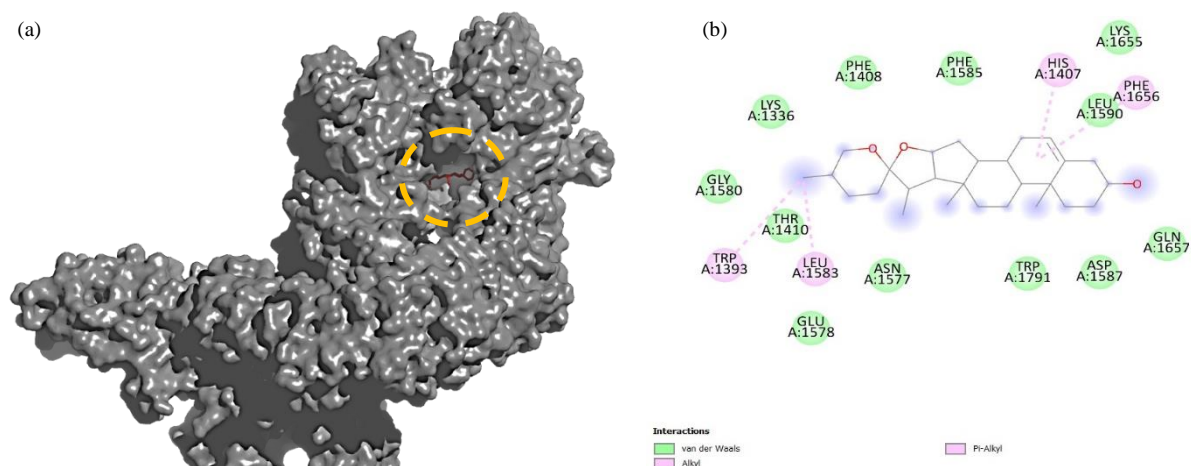 (a)
(b)
LYS
A:1655
PHE
A:1408
PHE
A:1585
HIS
A:1407
PHE
A:1656
LYS
A:1336
LEU
A:1590
O
O
GLY
A:1580
O
THR
A:1410
TRP
A:1393
LEU
A:1583
ASN
A:1577
TRP
A:1791
ASP
A:1587
GLN
A:1657
GLU
A:1578
Interactions
van der Waals
Alkyl
Pi-Alkyl